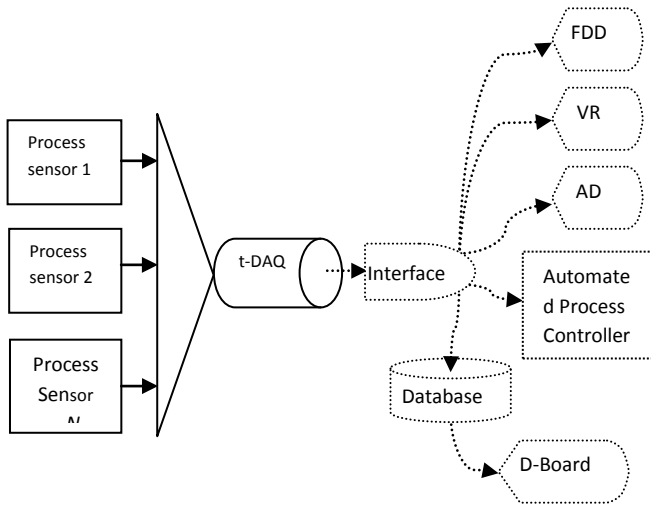 Process
sensor 1
Process
sensor 2
Process
Sensor
N
t-DAQ
Interface
FDD
VR
AD
Automate
d Process
Controller
Database
D-Board